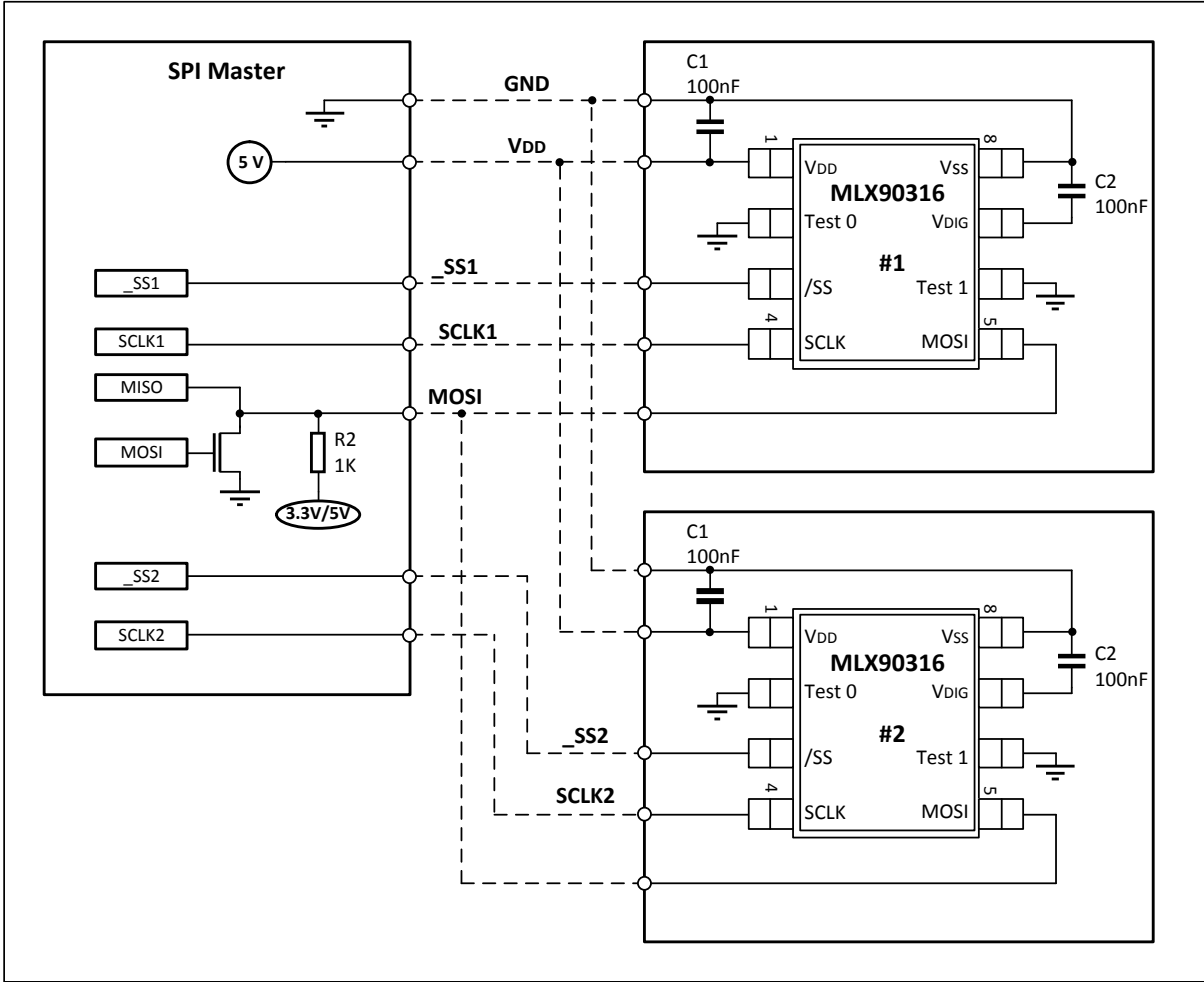 SPI Master
GND
VDD
5 V
_SS1
_SS1
SCLK1
SCLK1
MISO
MOSI
MOSI
R2
1K
3.3V/5V
_SS2
SCLK2
_SS2
SCLK2
C1
100nF
1
8
VDD
VSS
MLX90316
C2
100nF
Test 0
VDIG
#1
/SS
Test 1
4
5
SCLK
MOSI
C1
100nF
1
8
VDD
VSS
MLX90316
C2
100nF
Test 0
VDIG
#2
/SS
Test 1
4
5
SCLK
MOSI